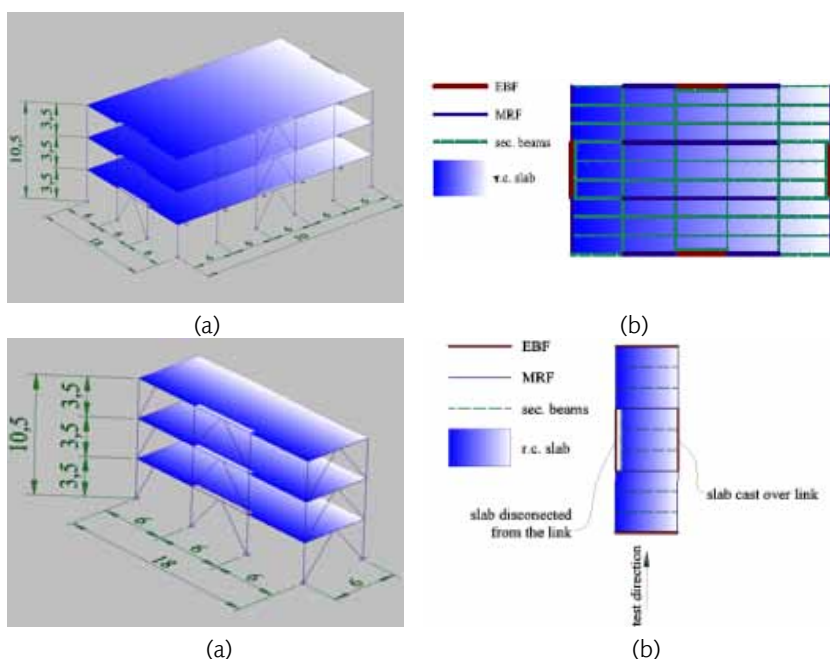 10,5
3,5
3,5
3,5
6
6
6
18
6
6
6
6
6
30
(a)
EBF
MRF
sec. beams
r.c. slab
(b)
10,5
3,5
3,5
3,5
6
6
6
18
6
(a)
EBF
MRF
sec. beams
r.c. slab
slab disconected
from the link
slab cast over link
test direction
(b)